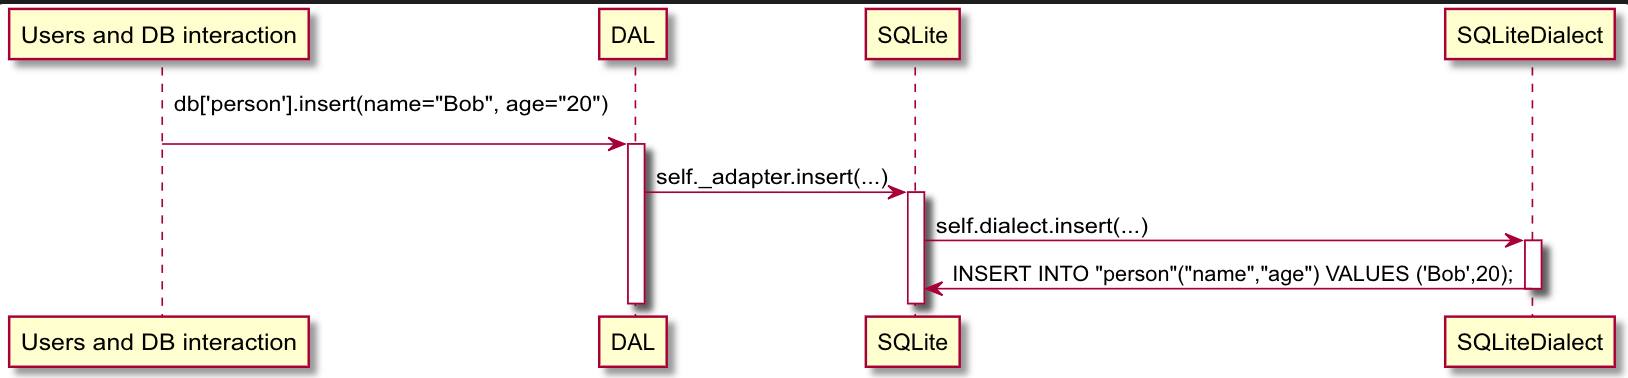 Users and DB interaction
DAL
SQLite
SQLiteDialect
db['person'].insert(name="Bob", age="20")
self._adapter.insert(...)
self.dialect.insert(...)
INSERT INTO "person"("name","age") VALUES ('Bob',20);
Users and DB interaction
DAL
SQLite
SQLiteDialect